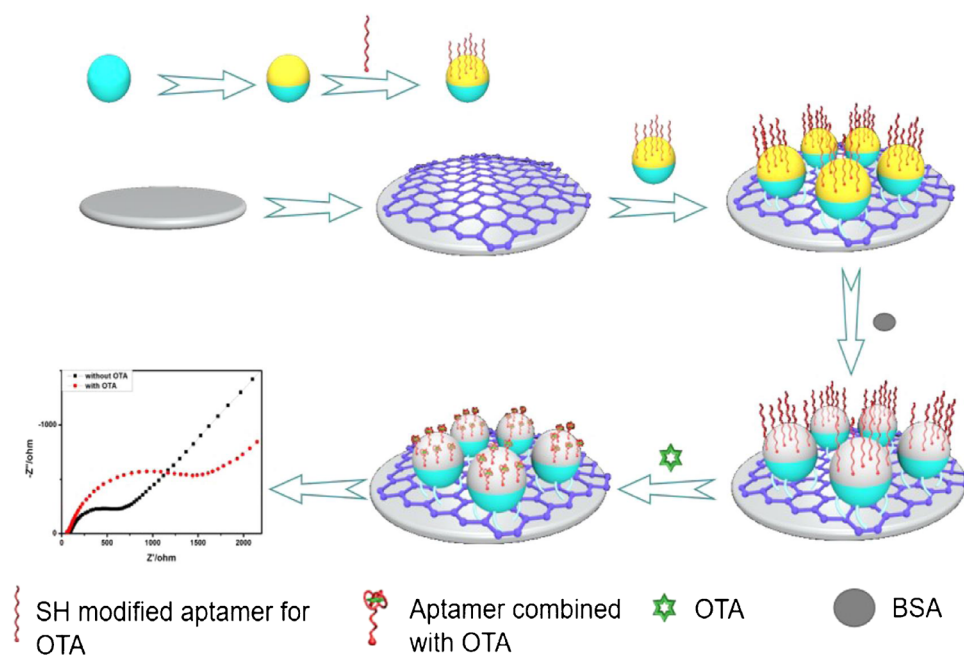 without OTA
with OTA
-Z''/ohm
-1000
0
0
500
1000
1500
2000
Z'/ohm
SH modified aptamer for
OTA
Aptamer combined
with OTA
OTA
BSA